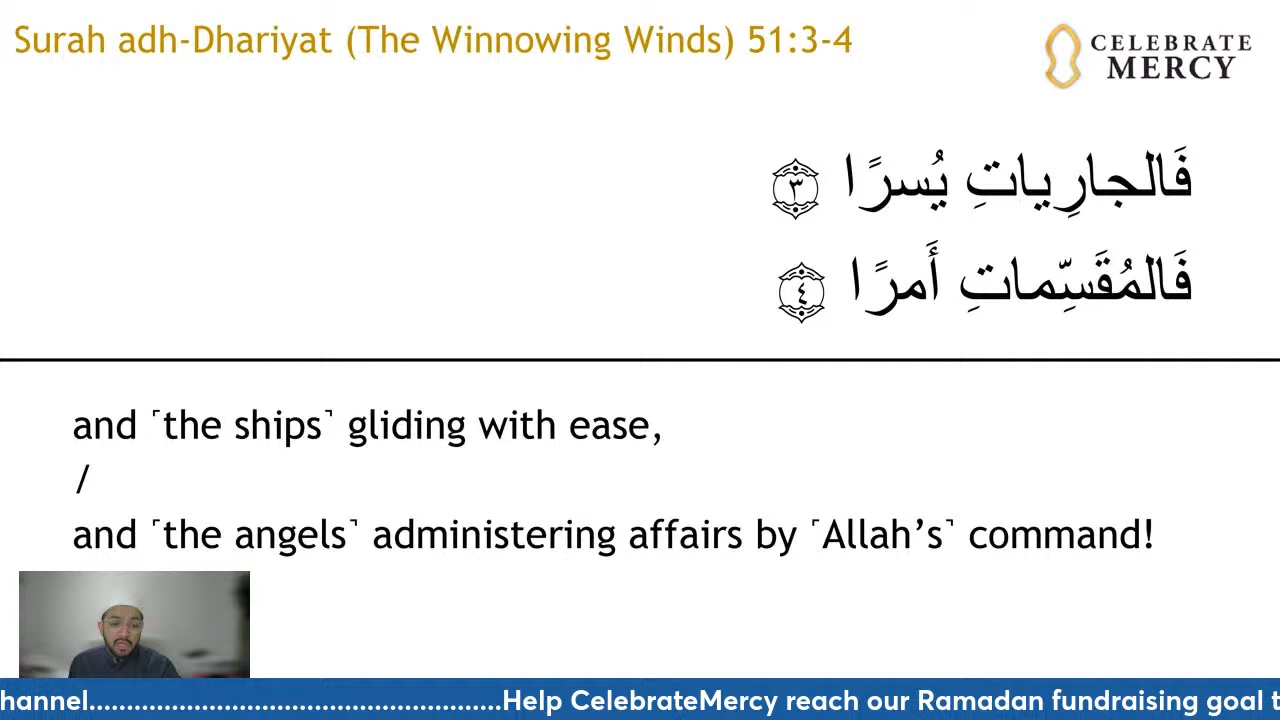 Surah adh-Dhariyat (The Winnowing Winds) 51:3-4
CELEBRATE
MERCY
فَالجارِياتِ يُسرًا ﴿٣﴾
فَالمُقَسِّماتِ أَمرًا ﴿٤﴾
and ˹the ships˺ gliding with ease,
/
and ˹the angels˺ administering affairs by ˹Allah’s˺ command!
hannel.......................................................Help CelebrateMercy reach our Ramadan fundraising goal t